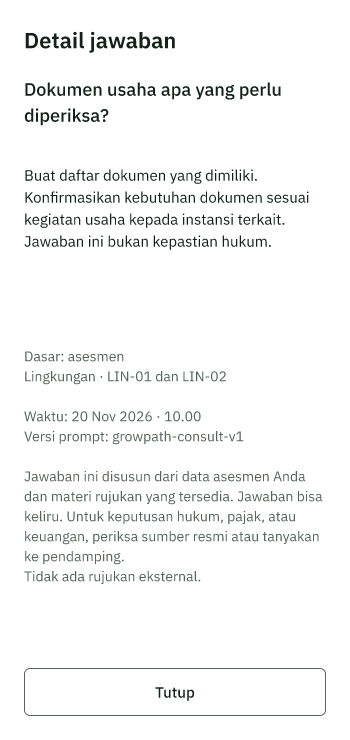 Detail jawaban
Dokumen usaha apa yang perlu
diperiksa?
Buat daftar dokumen yang dimiliki.
Konfirmasikan kebutuhan dokumen sesuai
kegiatan usaha kepada instansi terkait.
Jawaban ini bukan kepastian hukum.
Dasar: asesmen
Lingkungan · LIN-01 dan LIN-02
Waktu: 20 Nov 2026 · 10.00
Versi prompt: growpath-consult-v1
Jawaban ini disusun dari data asesmen Anda
dan materi rujukan yang tersedia. Jawaban bisa
keliru. Untuk keputusan hukum, pajak, atau
keuangan, periksa sumber resmi atau tanyakan
ke pendamping.
Tidak ada rujukan eksternal.
Tutup